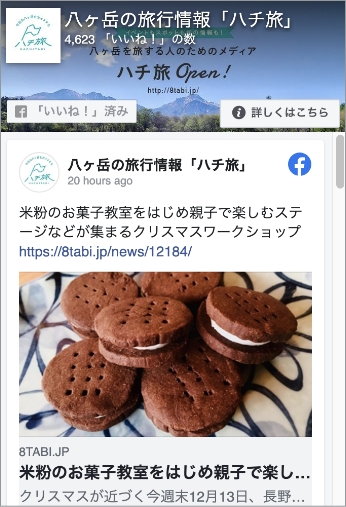 八ヶ岳の旅行情報「ハチ旅」
ハチ旅
4,623 「いいね！」の数
八ヶ岳を旅する人のためのメディア
ハチ旅 Open!
http://8tabi.jp/
「いいね！」済み
詳しくはこちら
八ヶ岳の旅行情報「ハチ旅」
ハチ旅
20 hours ago
米粉のお菓子教室をはじめ親子で楽しむステ
ージなどが集まるクリスマスワークショップ
https://8tabi.jp/news/12184/
8TABI.JP
米粉のお菓子教室をはじめ親子で楽し...
クリスマスが近づく今週末12月13日、長野...